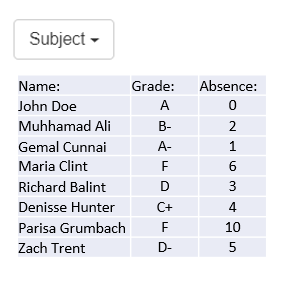 Subject
Name: Grade: Absence:
John Doe A 0
Muhhamad Ali B- 2
Gemal Cunnai A- 1
Maria Clint F 6
Richard Balint D 3
Denisse Hunter C+ 4
Parisa Grumbach F 10
Zach Trent D- 5